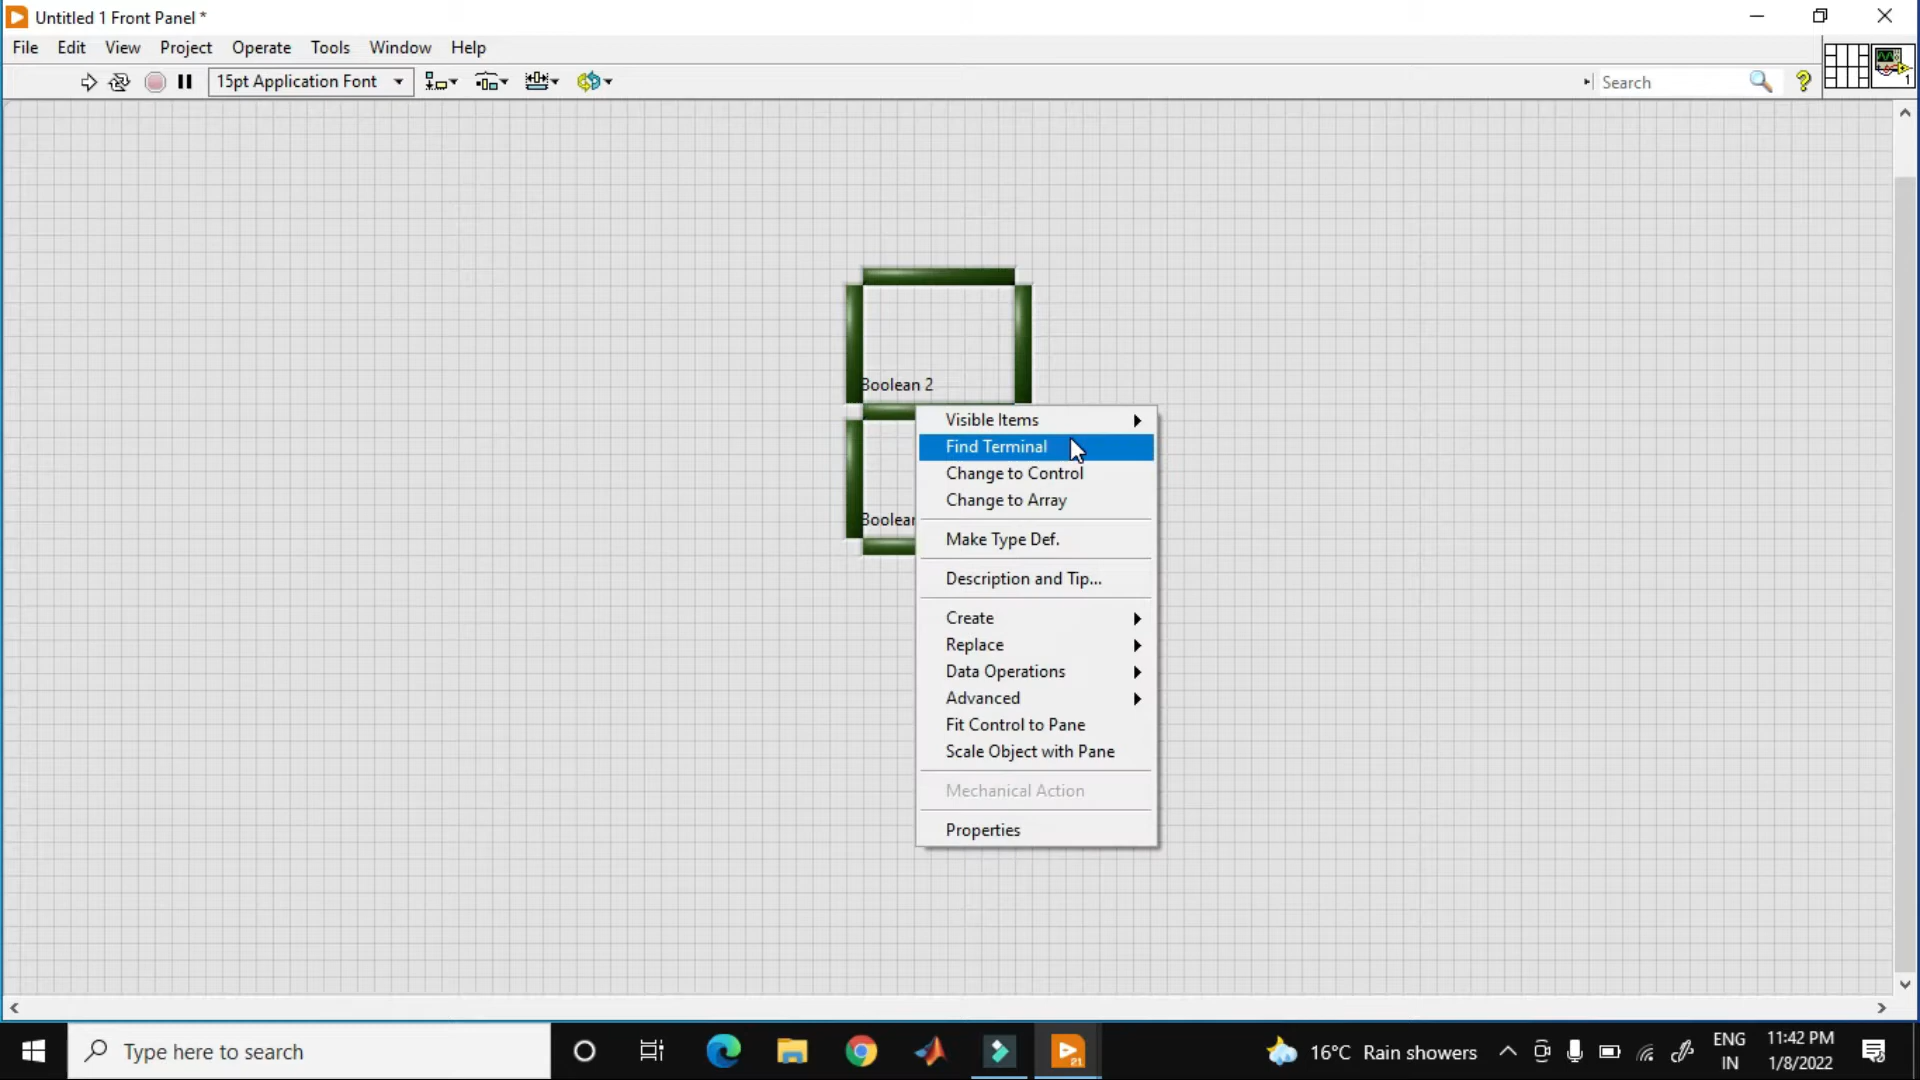 Untitled 1 Front Panel *
File Edit View Project Operate Tools Window Help
15pt Application Font
Search
?
1
Boolean 2
Visible Items
Find Terminal
Change to Control
Change to Array
Boolean
Make Type Def.
Description and Tip...
Create
Replace
Data Operations
Advanced
Fit Control to Pane
Scale Object with Pane
Mechanical Action
Properties
Type here to search
21
16°C Rain showers
ENG
IN
11:42 PM
1/8/2022